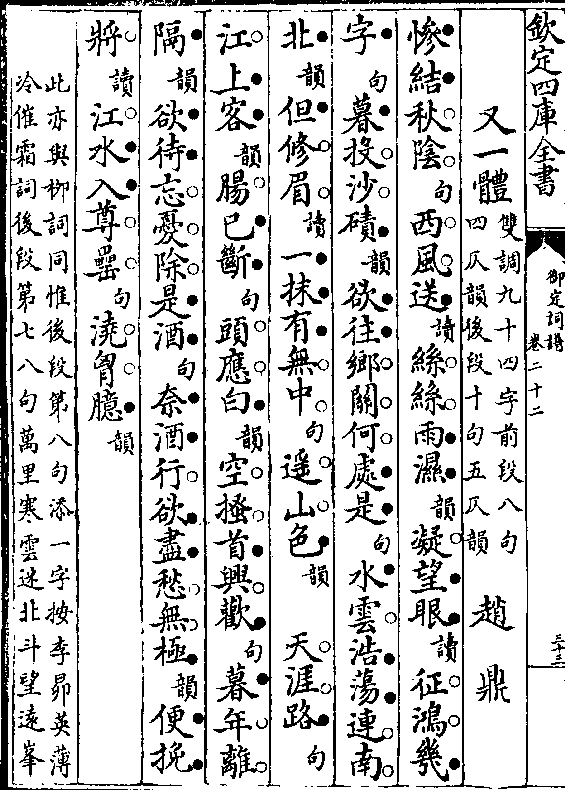 欽定四庫全書
御定詞譜
卷二十二
三十三
又一體
雙調九十四字前段八句
四仄韻後段十句五仄韻
趙鼎
慘結秋陰句西風送讀絲絲雨濕韻凝望眼讀征鴻幾
字句暮投沙磧韻欲往鄉關何處是句水雲浩蕩連南
北韻但修眉讀一抹有無中句遥山色韻天涯路句
江上客韻腸已斷句頭應白韻空搔首興歎句暮年離
隔韻欲待忘憂除是酒句奈酒行欲盡愁無極韻便挽
將讀江水入尊罍句澆胷臆韻
此亦與柳詞同惟後段第八句添一字按李昴英薄
冷催霜詞後段第七八句萬里寒雲迷北斗望逺峯